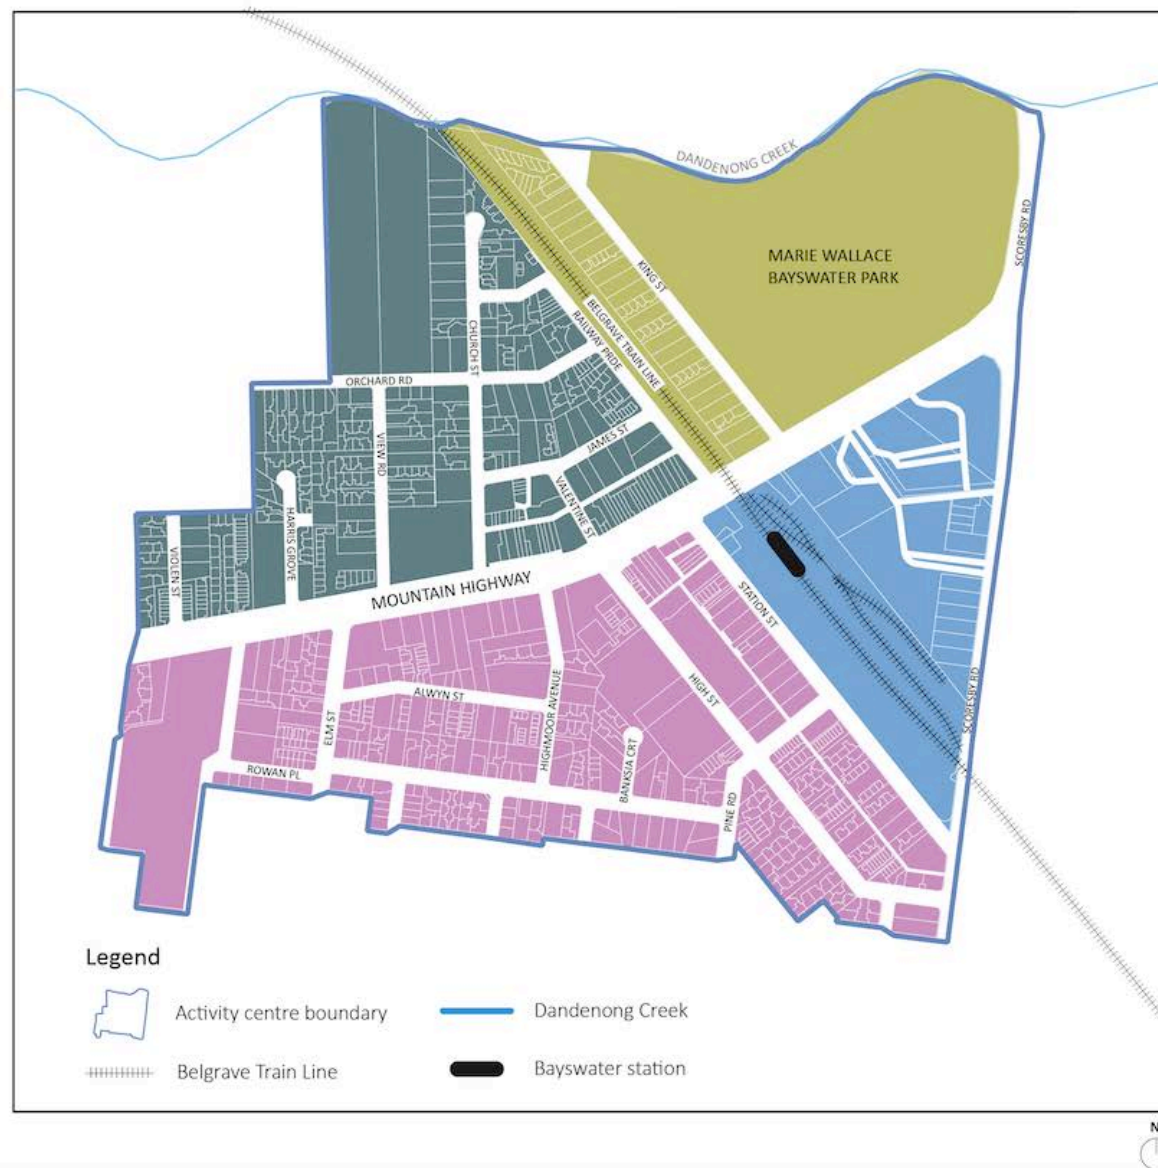 DANDENONG CREEK
SCORESBY RD
MARIE WALLACE
BAYSWATER PARK
KING ST
BELGRAVE TRAIN LINE
RAILWAY PRDE
CHURCH ST
ORCHARD RD
VIEW RD
JAMES ST
VALENTINE ST
HARRIS GROVE
VIOLEN ST
MOUNTAIN HIGHWAY
STATION ST
SCORESBY RD
HIGH ST
ALWYN ST
HIGHMOOR AVENUE
ELM ST
ROWAN PL
BANKSIA CRT
PINE RD
Legend
Activity centre boundary
Dandenong Creek
Belgrave Train Line
Bayswater station
N